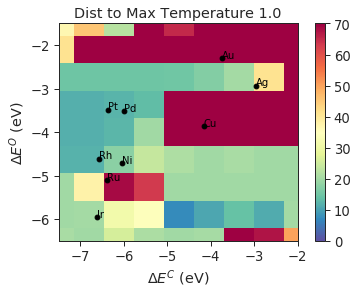 Dist to Max Temperature 1.0
ΔE^O (eV)
−2
−3
−4
−5
−6
Au
Ag
Pt
Pd
Cu
Rh
Ni
Ru
Ir
70
60
50
40
30
20
10
0
−7 −6 −5 −4 −3 −2
ΔE^C (eV)